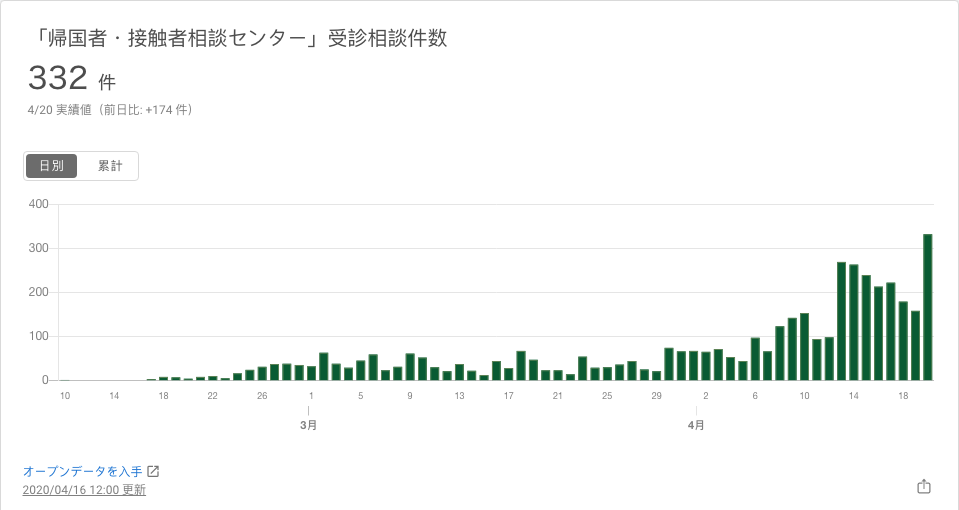 「帰国者・接触者相談センター」受診相談件数
332 件
4/20 実績値（前日比: +174 件）
日別 累計
400
300
200
100
0
10 14 18 22 26 1 5 9 13 17 21 25 29 2 6 10 14 18
3月 4月
オープンデータを入手
2020/04/16 12:00 更新